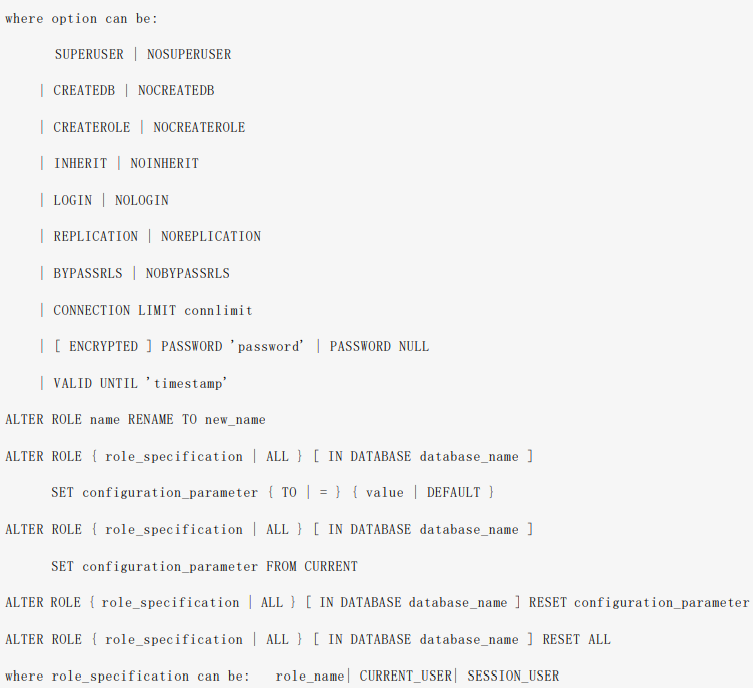 where option can be:
SUPERUSER | NOSUPERUSER
| CREATEDB | NOCREATEDB
| CREATEROLE | NOCREATEROLE
| INHERIT | NOINHERIT
| LOGIN | NOLOGIN
| REPLICATION | NOREPLICATION
| BYPASSRLS | NOBYPASSRLS
| CONNECTION LIMIT connlimit
| [ ENCRYPTED ] PASSWORD 'password' | PASSWORD NULL
| VALID UNTIL 'timestamp'
ALTER ROLE name RENAME TO new_name
ALTER ROLE { role_specification | ALL } [ IN DATABASE database_name ]
SET configuration_parameter { TO | = } { value | DEFAULT }
ALTER ROLE { role_specification | ALL } [ IN DATABASE database_name ]
SET configuration_parameter FROM CURRENT
ALTER ROLE { role_specification | ALL } [ IN DATABASE database_name ] RESET configuration_parameter
ALTER ROLE { role_specification | ALL } [ IN DATABASE database_name ] RESET ALL
where role_specification can be: role_name| CURRENT_USER| SESSION_USER